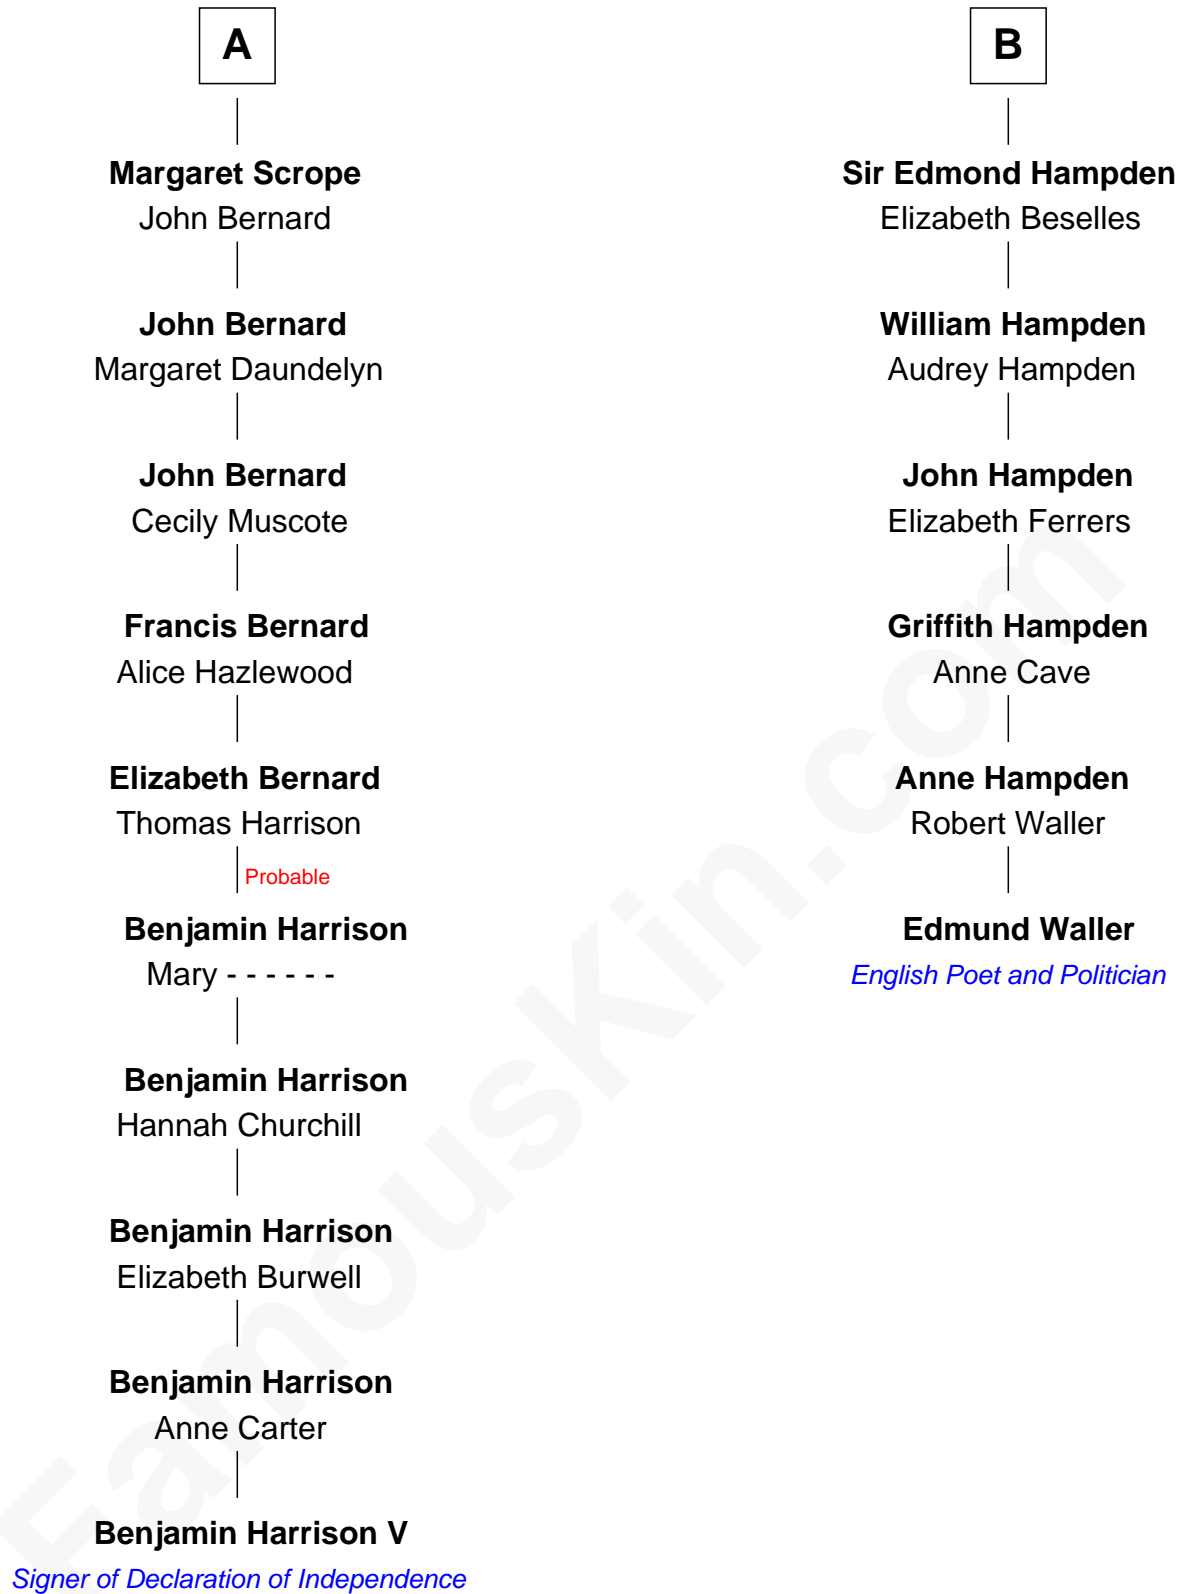 A
Margaret Scrope
John Bernard
John Bernard
Margaret Daundelyn
John Bernard
Cecily Muscote
Francis Bernard
Alice Hazlewood
Elizabeth Bernard
Thomas Harrison
Probable
Benjamin Harrison
Mary - - - - - -
Benjamin Harrison
Hannah Churchill
Benjamin Harrison
Elizabeth Burwell
Benjamin Harrison
Anne Carter
Benjamin Harrison V
Signer of Declaration of Independence
B
Sir Edmond Hampden
Elizabeth Beselles
William Hampden
Audrey Hampden
John Hampden
Elizabeth Ferrers
Griffith Hampden
Anne Cave
Anne Hampden
Robert Waller
Edmund Waller
English Poet and Politician
FamousKin.com